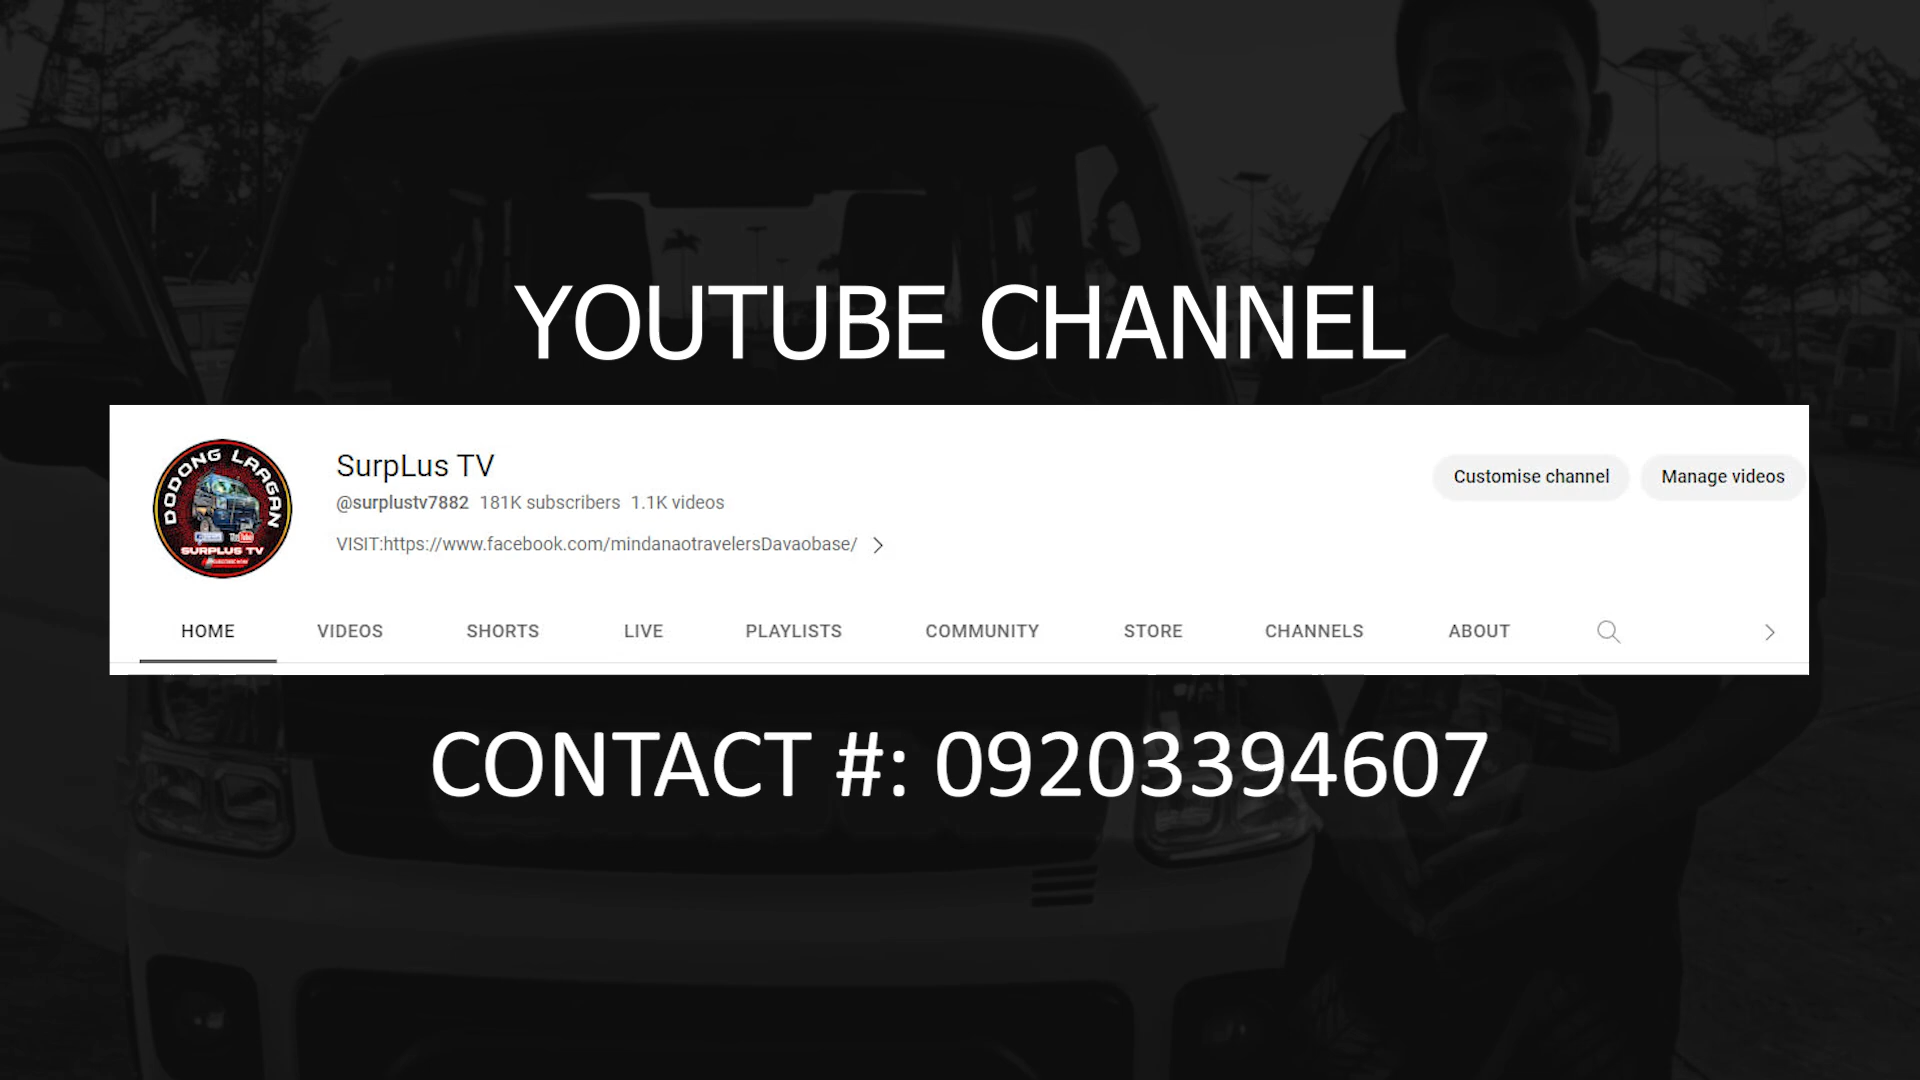 YOUTUBE CHANNEL
DODONG LAAGAN
SURPLUS TV
SurpLus TV
@surplustv7882 181K subscribers 1.1K videos
VISIT:https://www.facebook.com/mindanaotravelersDavaobase/
Customise channel
Manage videos
HOME VIDEOS SHORTS LIVE PLAYLISTS COMMUNITY STORE CHANNELS ABOUT
CONTACT #: 09203394607